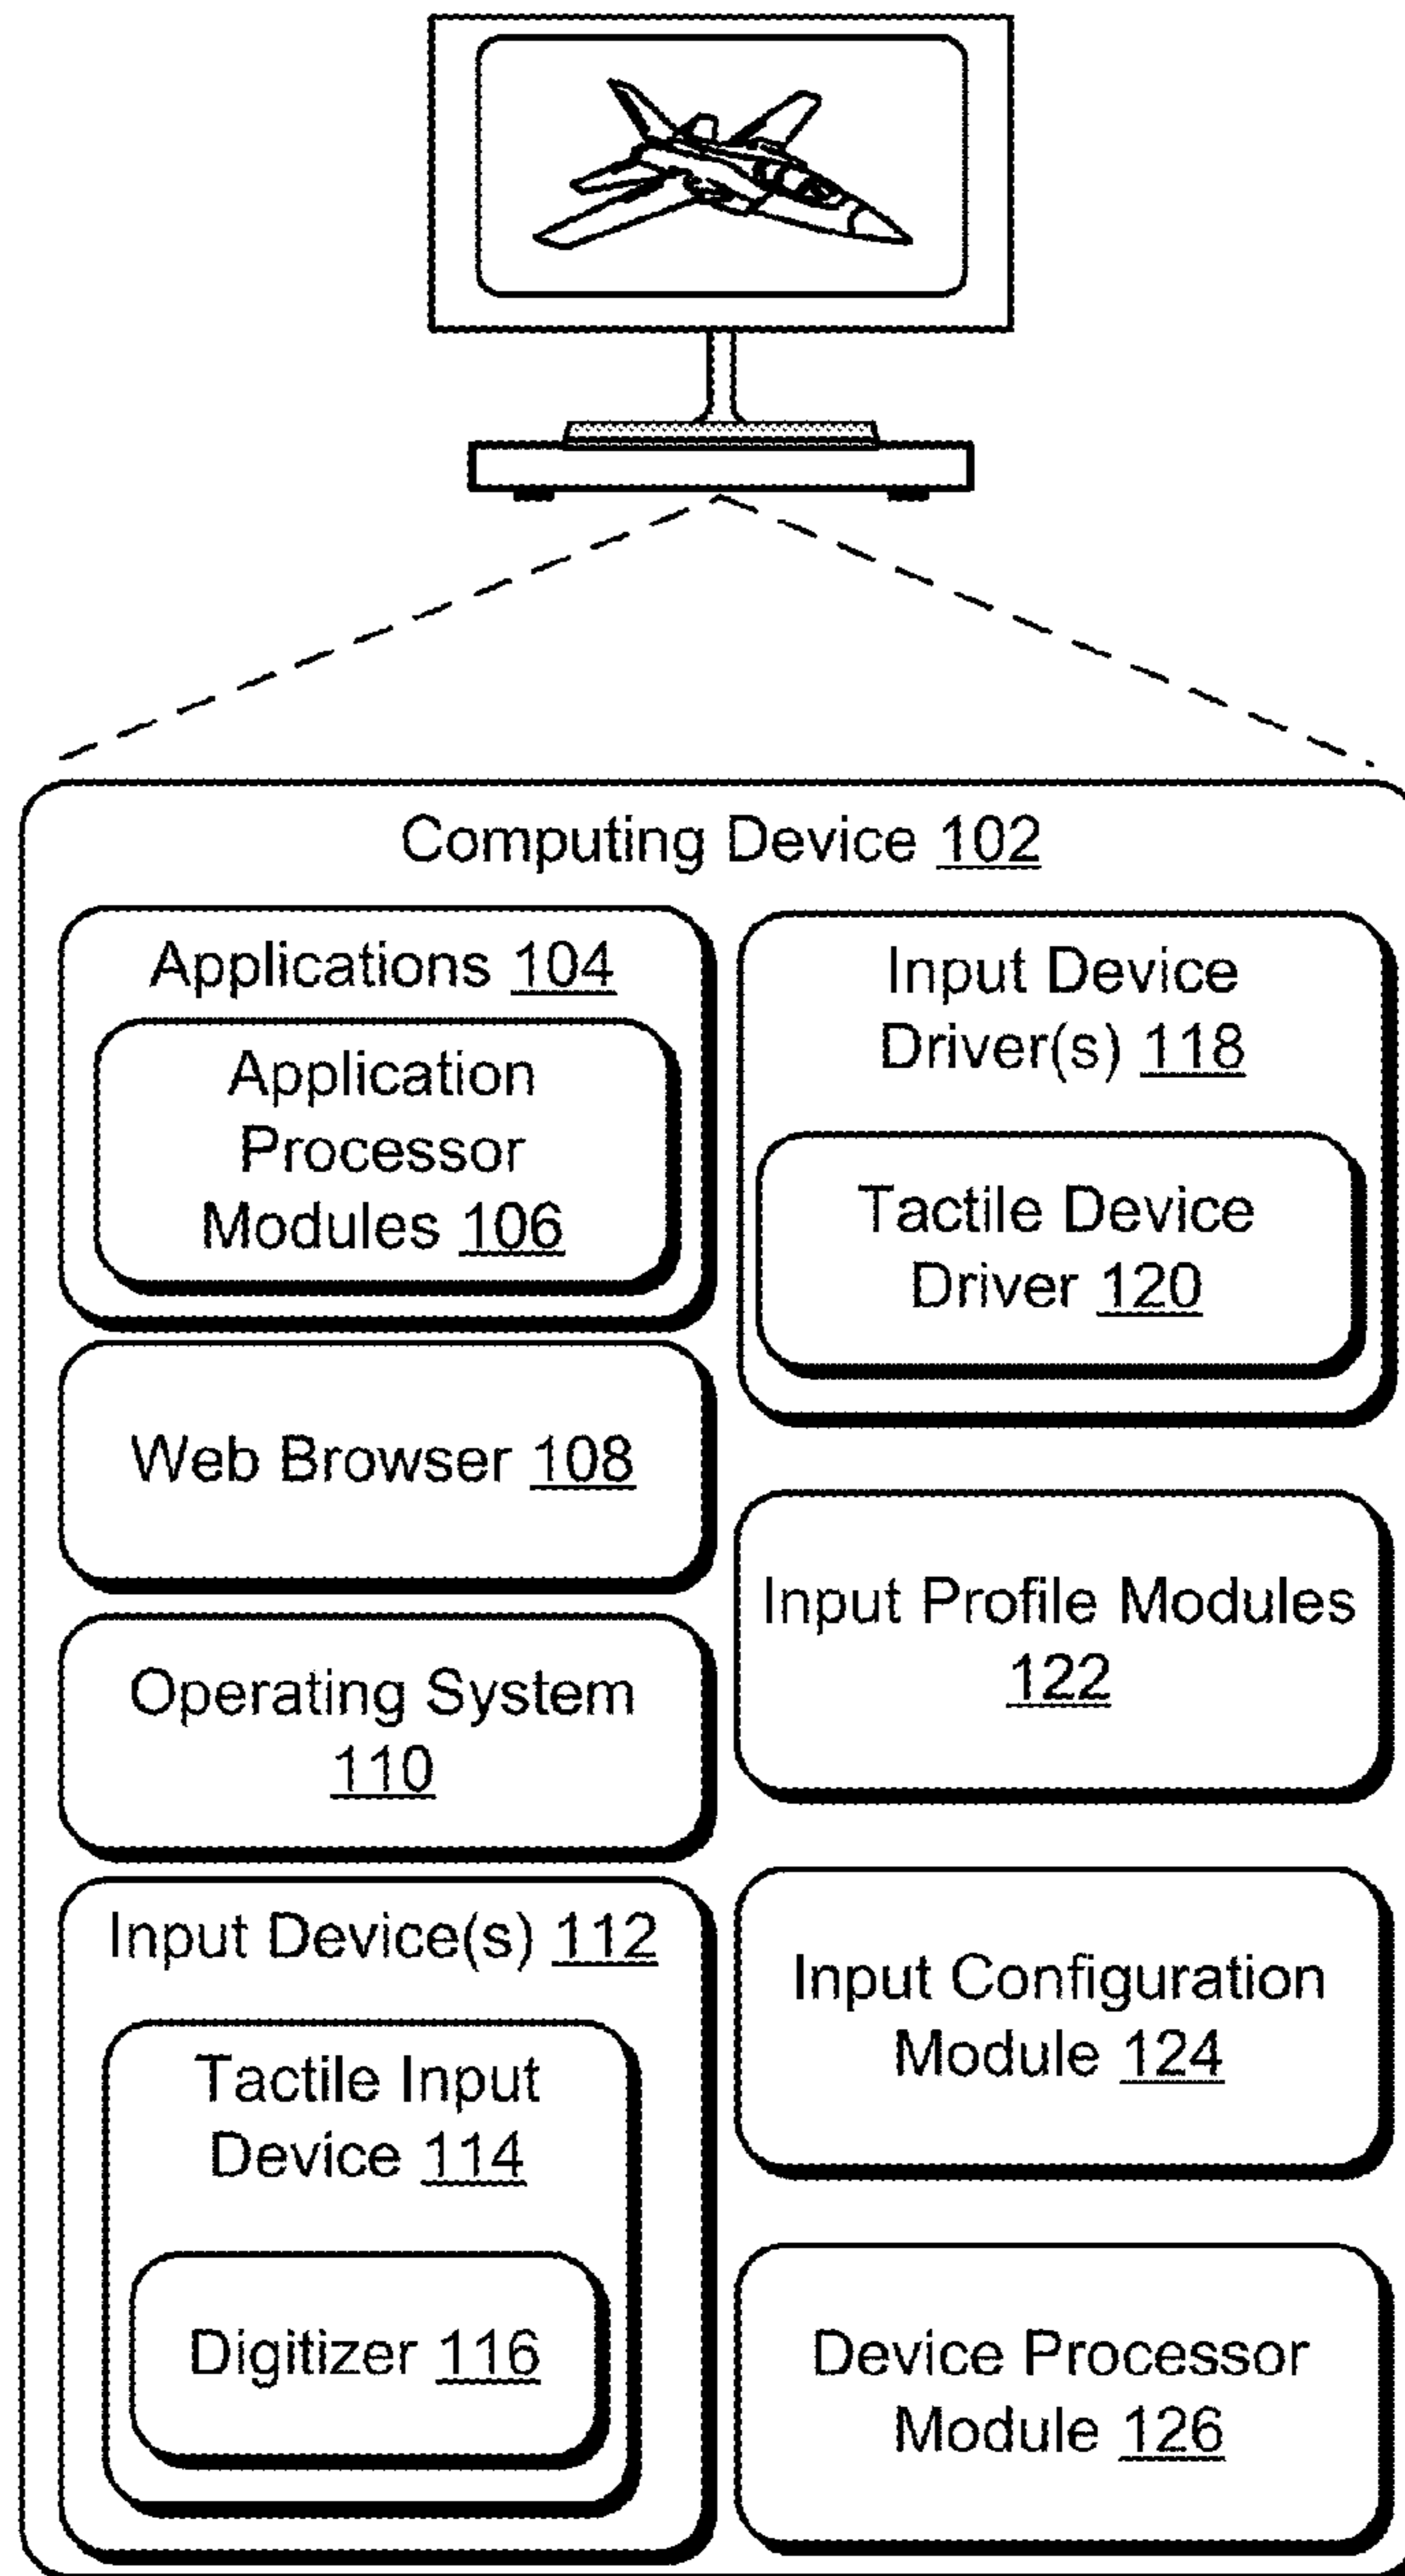 Computing Device 102
Applications 104
Application
Processor
Modules 106
Web Browser 108
Operating System
110
Input Device(s) 112
Tactile Input
Device 114
Digitizer 116
Input Device
Driver(s) 118
Tactile Device
Driver 120
Input Profile Modules
122
Input Configuration
Module 124
Device Processor
Module 126